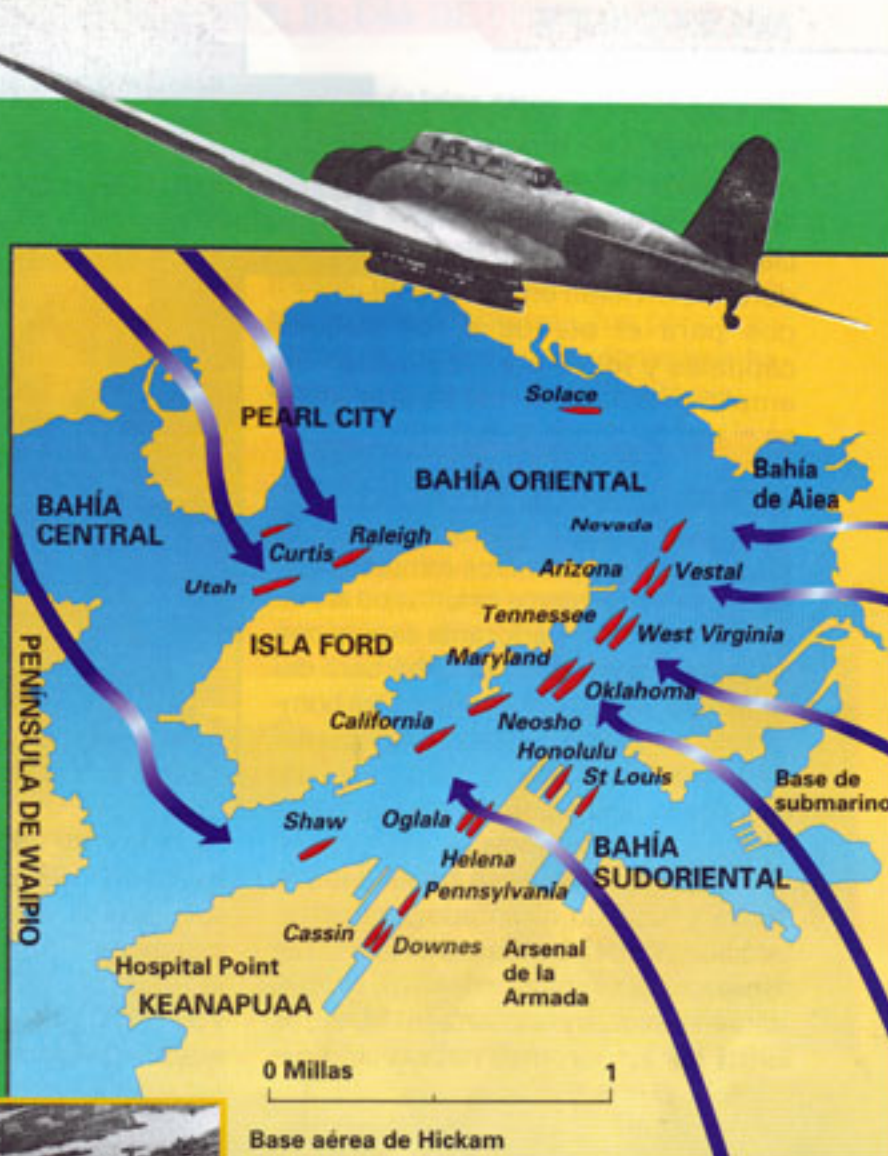 Solace
PEARL CITY
BAHÍA ORIENTAL
Bahía
de Aiea
BAHÍA
CENTRAL
Nevada
Raleigh
Curtis
Arizona
Vestal
Utah
Tennessee
West Virginia
ISLA FORD
Maryland
Oklahoma
PENÍNSULA DE WAIPIO
California
Neosho
Honolulu
St Louis
Base de
submarino
Shaw
Oglala
BAHÍA
SUDORIENTAL
Helena
Pennsylvania
Cassin
Downes
Arsenal
de la
Armada
Hospital Point
KEANAPUAA
0 Millas 1
Base aérea de Hickam